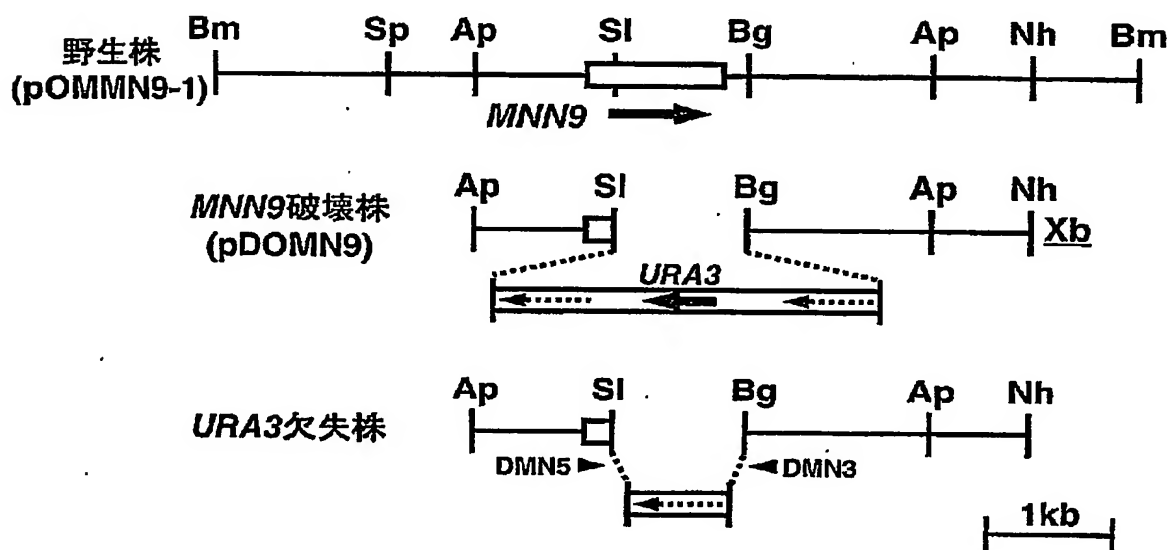 野生株
(pOMMN9-1)
Bm Sp Ap Sl Bg Ap Nh Bm
MNN9
MNN9破壊株
(pDOMN9)
Ap Sl Bg Ap Nh Xb
URA3
URA3欠失株
Ap Sl Bg Ap Nh
DMN5 DMN3
1kb